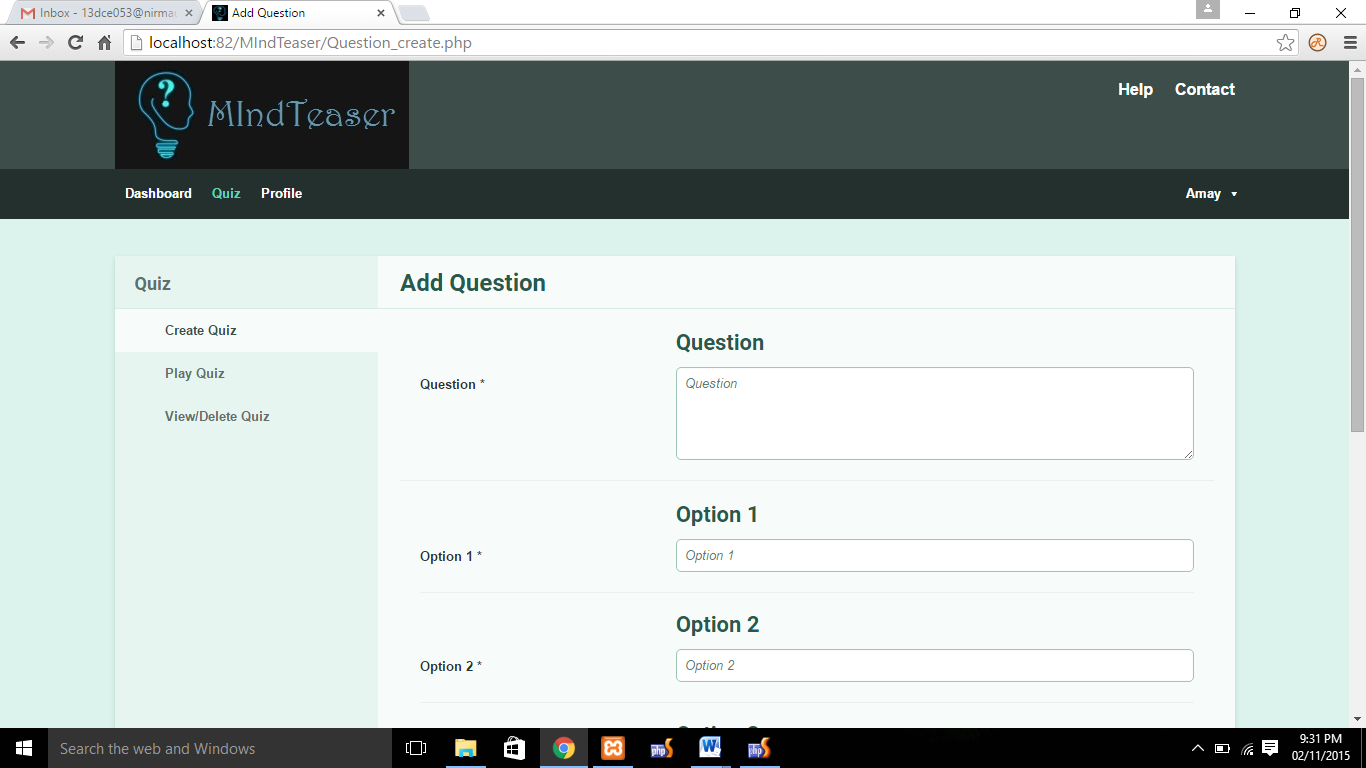 Inbox - 13dce053@nirma
Add Question
localhost:82/MIndTeaser/Question_create.php
? MIndTeaser
Help Contact
Dashboard Quiz Profile Amay
Quiz
Add Question
Create Quiz
Play Quiz
View/Delete Quiz
Question
Question *
Question
Option 1
Option 1 *
Option 1
Option 2
Option 2 *
Option 2
Search the web and Windows
php
W
php
9:31 PM
02/11/2015